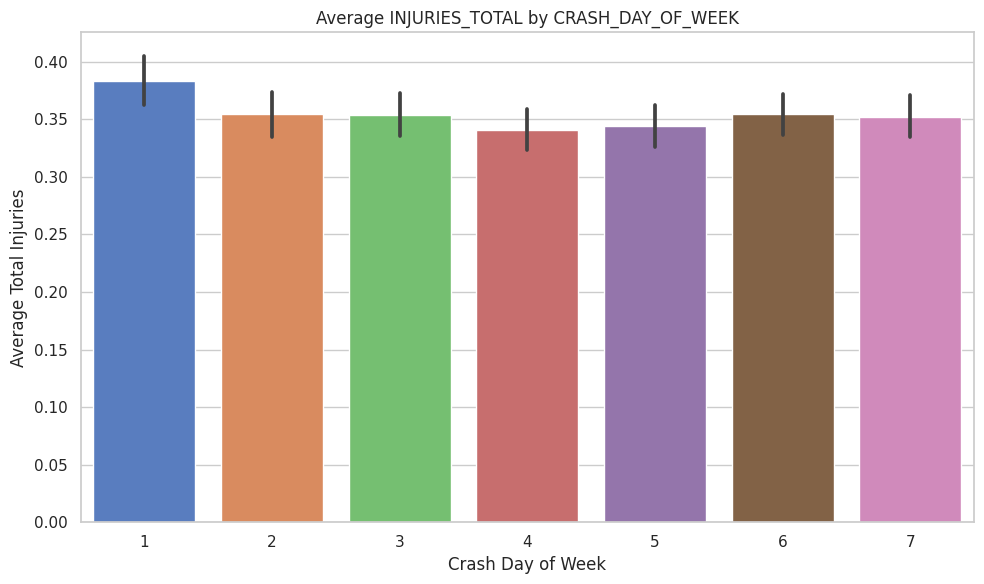 Average INJURIES_TOTAL by CRASH_DAY_OF_WEEK
0.40
0.35
0.30
0.25
0.20
0.15
0.10
0.05
0.00
Average Total Injuries
1 2 3 4 5 6 7
Crash Day of Week